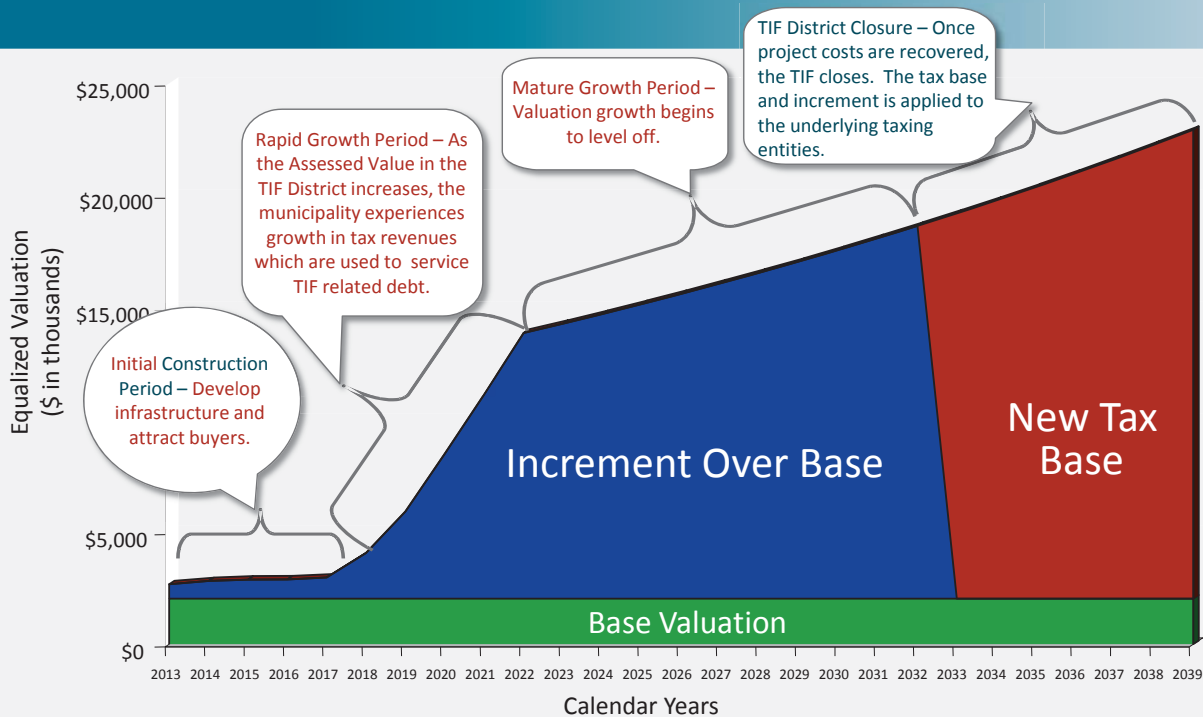 TIF District Closure – Once
project costs are recovered,
the TIF closes.  The tax base
and increment is applied to
the underlying taxing
entities.
Mature Growth Period –
Valuation growth begins
to level off.
Rapid Growth Period – As
the Assessed Value in the
TIF District increases, the
municipality experiences
growth in tax revenues
which are used to  service
TIF related debt.
Initial Construction
Period – Develop
infrastructure and
attract buyers.
Equalized Valuation
($ in thousands)
$25,000
$20,000
$15,000
$5,000
$0
Increment Over Base
New Tax
Base
Base Valuation
2013 2014 2015 2016 2017 2018 2019 2020 2021 2022 2023 2024 2025 2026 2027 2028 2029 2030 2031 2032 2033 2034 2035 2036 2037 2038 2039
Calendar Years